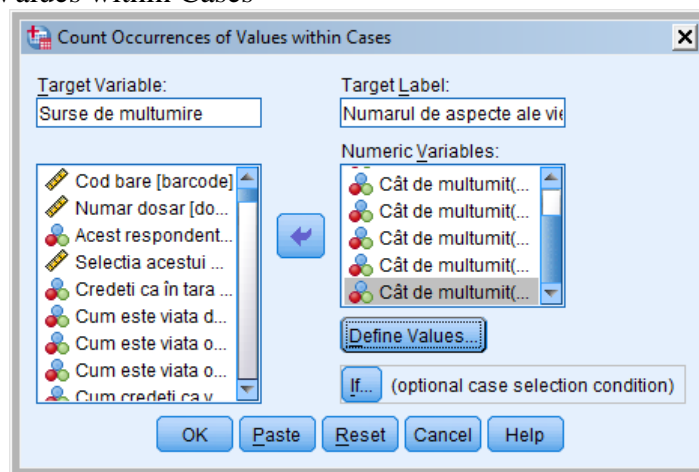 Values within Cases
Count Occurrences of Values within Cases
Target Variable:
Surse de multumire
Target Label:
Numarul de aspecte ale vie
Cod bare [barcode]
Numar dosar [do...
Acest respondent...
Selectia acestui ...
Credeti ca în tara ...
Cum este viata d...
Cum este viata o...
Cum este viata o...
Cum credeti ca v...
Numeric Variables:
Cât de multumit(...
Cât de multumit(...
Cât de multumit(...
Cât de multumit(...
Cât de multumit(...
Define Values...
If... (optional case selection condition)
OK Paste Reset Cancel Help